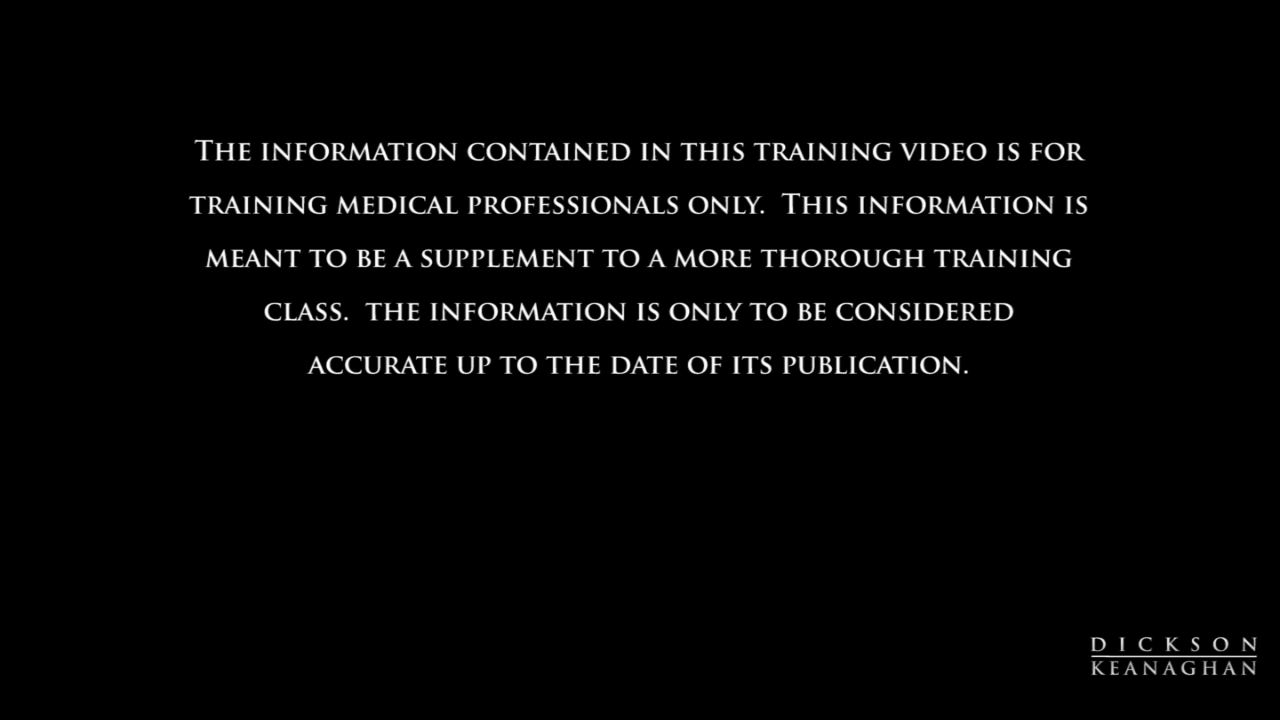 The information contained in this training video is for
training medical professionals only.  This information is
meant to be a supplement to a more thorough training
class.  the information is only to be considered
accurate up to the date of its publication.
DICKSON
KEANAGHAN